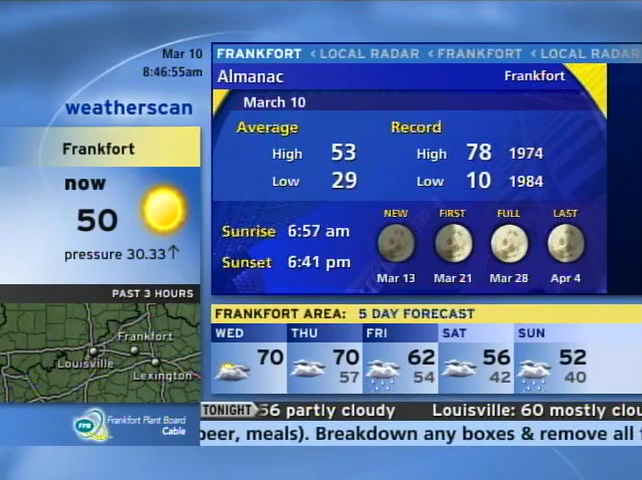 Mar 10
8:46:55am
FRANKFORT < LOCAL RADAR < FRANKFORT < LOCAL RADAR
Almanac Frankfort
March 10
Average Record
High 53 High 78 1974
Low 29 Low 10 1984
Sunrise 6:57 am
Sunset 6:41 pm
NEW FIRST FULL LAST
Mar 13 Mar 21 Mar 28 Apr 4
weatherscan
Frankfort
now
50
pressure 30.33↑
PAST 3 HOURS
Frankfort
Louisville
Lexington
FRANKFORT AREA: 5 DAY FORECAST
WED THU FRI SAT SUN
70 70 62 56 52
57 54 42 40
Frankfort Plant Board
Cable
FPB
TONIGHT 56 partly cloudy Louisville: 60 mostly clou
beer, meals). Breakdown any boxes & remove all